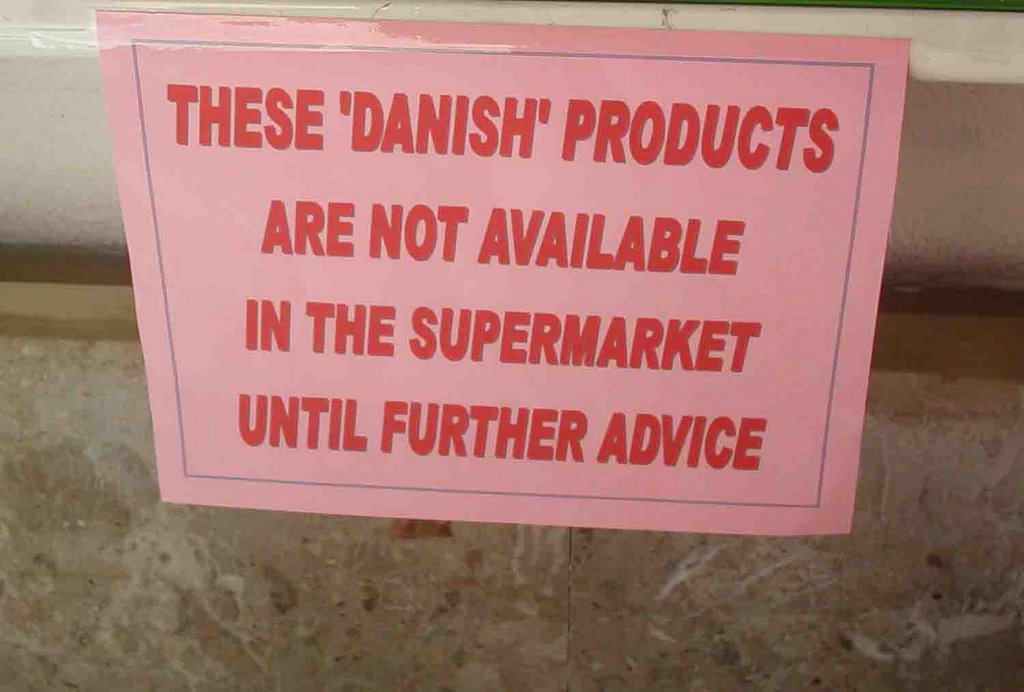 THESE 'DANISH' PRODUCTS
ARE NOT AVAILABLE
IN THE SUPERMARKET
UNTIL FURTHER ADVICE